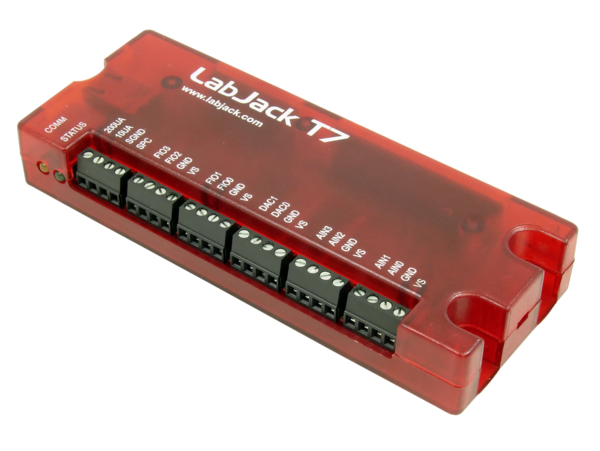 LabJack T7
www.labjack.com
COMM
STATUS
200UA
10UA
SGND
SPC
FIO3
FIO2
GND
VS
FIO1
FIO0
GND
VS
DAC1
DAC0
GND
VS
AIN3
AIN2
GND
VS
AIN1
AIN0
GND
VS